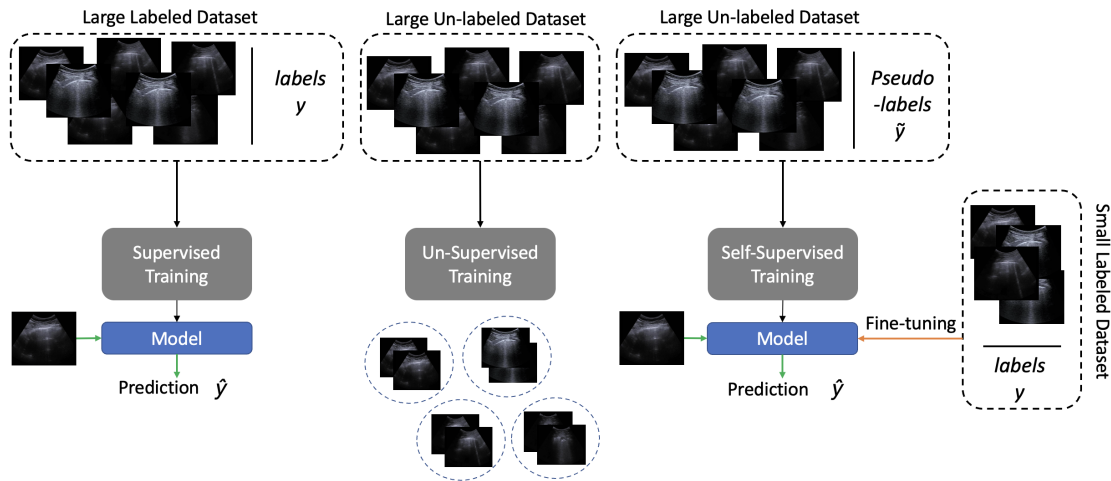 Large Labeled Dataset
labels
y
Supervised
Training
Model
Prediction ŷ
Large Un-labeled Dataset
Un-Supervised
Training
Large Un-labeled Dataset
Pseudo
-labels
ỹ
Self-Supervised
Training
Model
Prediction ŷ
Fine-tuning
Small Labeled Dataset
labels
y